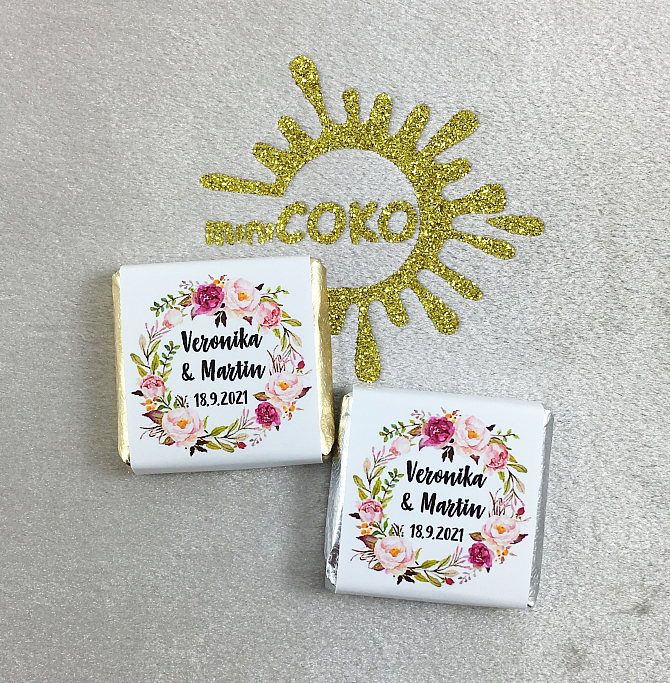 miniCOKO
Veronika
& Martin
18.9.2021
Veronika
& Martin
18.9.2021